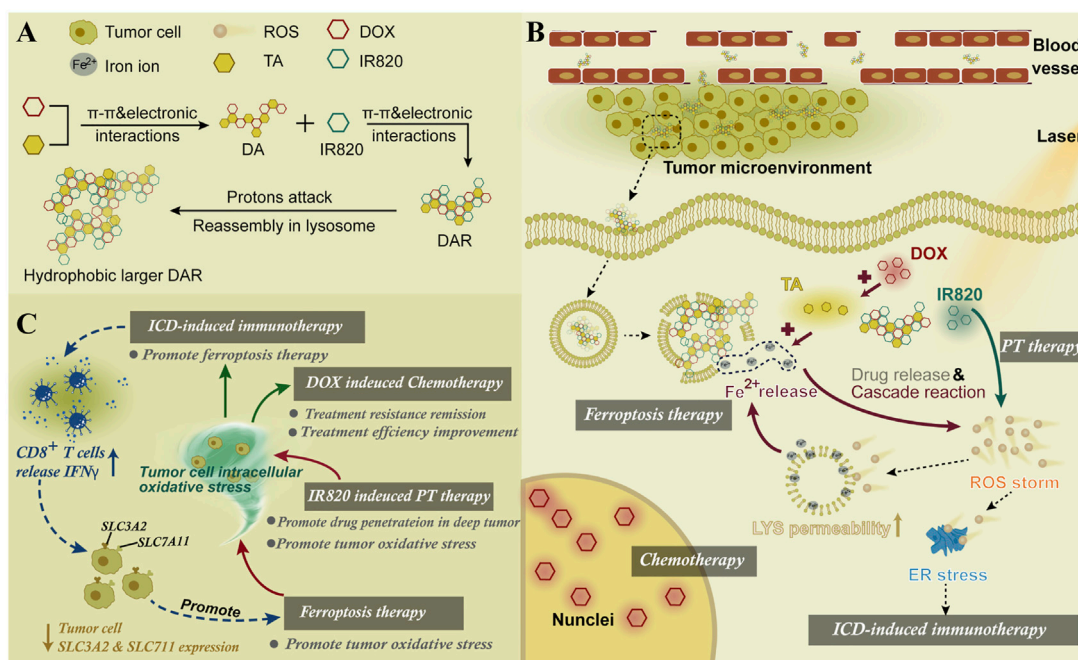 A
Tumor cell
ROS
DOX
Fe2+
Iron ion
TA
IR820
π-π&electronic
interactions
DA
+
IR820
π-π&electronic
interactions
Protons attack
Reassembly in lysosome
DAR
Hydrophobic larger DAR
B
Blood
vesse
Laser
Tumor microenvironment
DOX
TA
IR820
PT therapy
Drug release &
Cascade reaction
Fe2+ release
Ferroptosis therapy
ROS storm
LYS permeability
ER stress
Chemotherapy
Nunclei
ICD-induced immunotherapy
C
ICD-induced immunotherapy
Promote ferroptosis therapy
DOX indiuced Chemotherapy
Treatment resistance remission
Treatment effciency improvement
CD8+ T cells
release IFNγ
Tumor cell intracellular
oxidative stress
IR820 indeuced PT therapy
Promote drug penetrateion in deep tumor
Promote tumor oxidative stress
SLC3A2
SLC7A11
Promote
Ferroptosis therapy
Promote tumor oxidative stress
Tumor cell
SLC3A2 & SLC711 expression